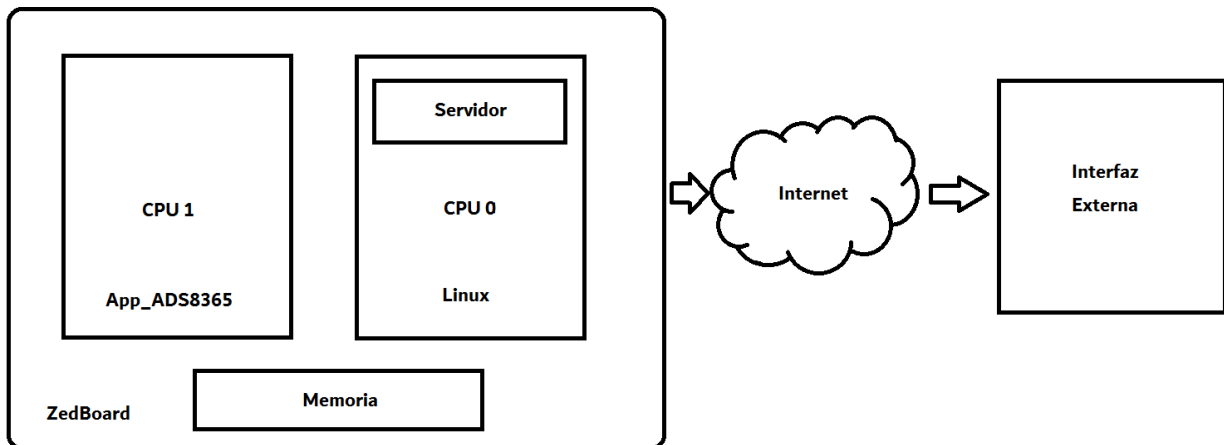 Servidor
CPU 1
CPU 0
App_ADS8365
Linux
Memoria
ZedBoard
Internet
Interfaz
Externa